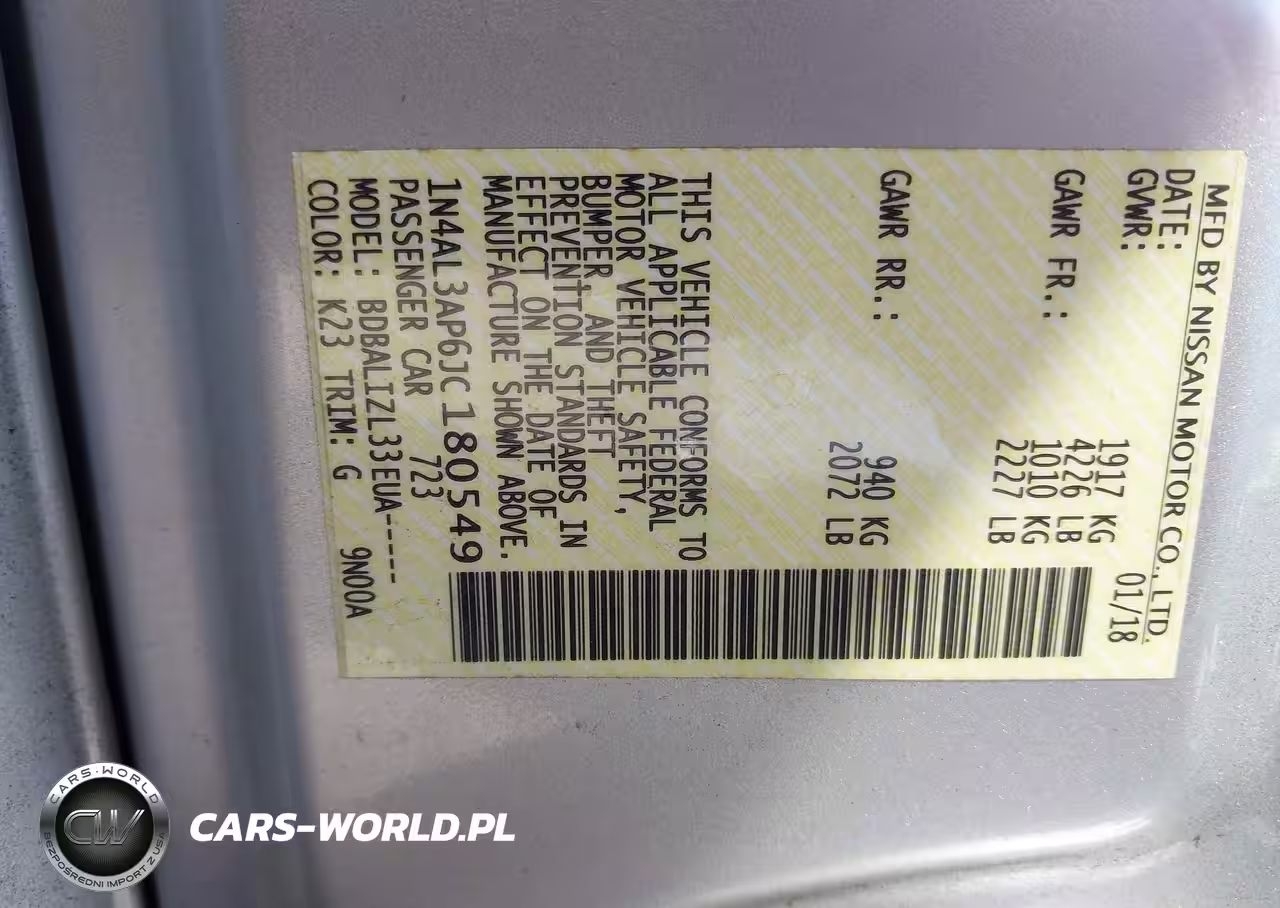 MFD BY NISSAN MOTOR CO., LTD.
DATE: 01/18
GVWR: 1917 KG
4226 LB
GAWR FR.: 1010 KG
2227 LB
GAWR RR.: 940 KG
2072 LB
THIS VEHICLE CONFORMS TO
ALL APPLICABLE FEDERAL
MOTOR VEHICLE SAFETY,
BUMPER, AND THEFT
PREVENTION STANDARDS IN
EFFECT ON THE DATE OF
MANUFACTURE SHOWN ABOVE.
1N4AL3AP6JC180549
PASSENGER CAR 723
MODEL: BDBALIZL33EUA-----
COLOR: K23 TRIM: G 9N00A
CARS-WORLD
CW
BEZPOŚREDNI IMPORT Z USA
CARS-WORLD.PL